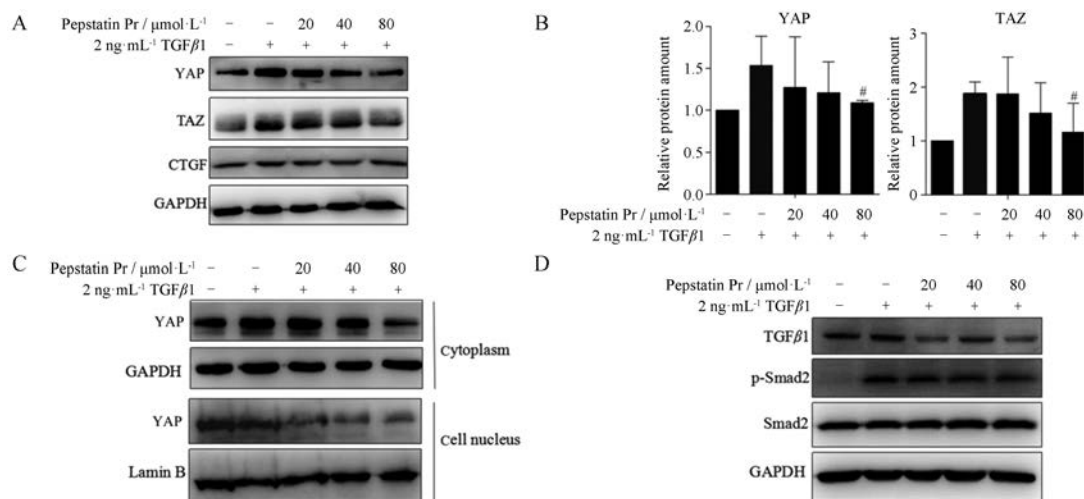 A
Pepstatin Pr / μmol·L⁻¹ – – 20 40 80
2 ng·mL⁻¹ TGFβ1 – + + + +
YAP
TAZ
CTGF
GAPDH
B
YAP
Relative protein amount
2.0
1.5
1.0
0.5
0.0
#
Pepstatin Pr / μmol·L⁻¹ – – 20 40 80
2 ng·mL⁻¹ TGFβ1 – + + + +
TAZ
Relative protein amount
3
2
1
0
#
– – 20 40 80
– + + + +
C
Pepstatin Pr / μmol·L⁻¹ – – 20 40 80
2 ng·mL⁻¹ TGFβ1 – + + + +
YAP
GAPDH
Cytoplasm
YAP
Lamin B
Cell nucleus
D
Pepstatin Pr / μmol·L⁻¹ – – 20 40 80
2 ng·mL⁻¹ TGFβ1 – + + + +
TGFβ1
p-Smad2
Smad2
GAPDH